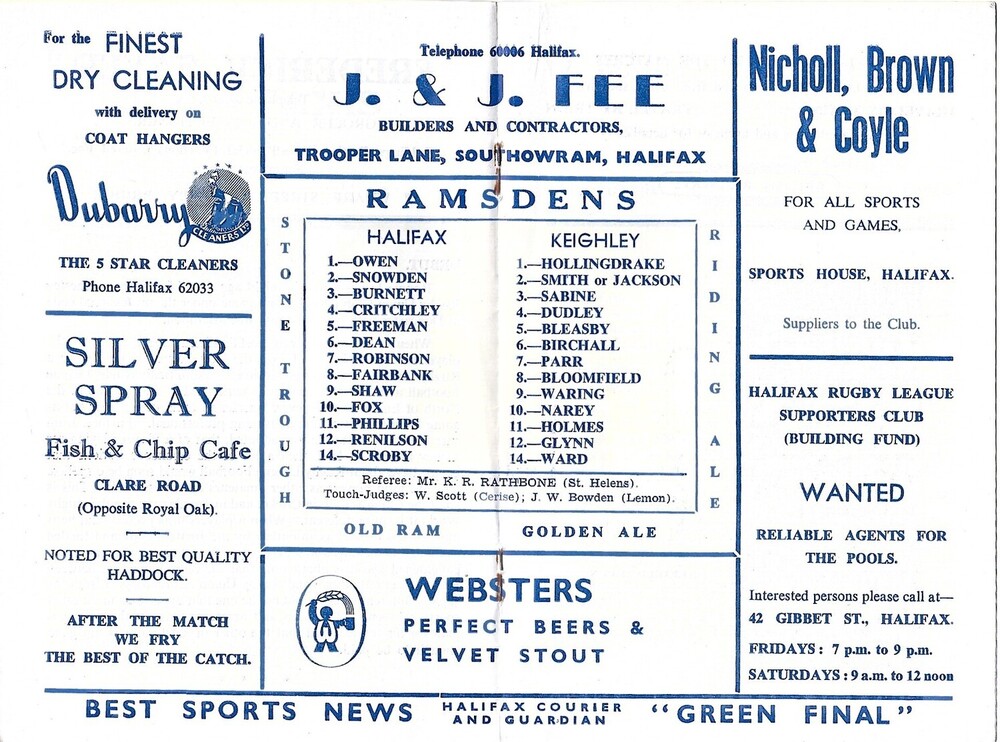 For the FINEST
DRY CLEANING
with delivery on
COAT HANGERS
Dubarry
CLEANERS LTD
THE 5 STAR CLEANERS
Phone Halifax 62033
SILVER
SPRAY
Fish & Chip Cafe
CLARE ROAD
(Opposite Royal Oak).
NOTED FOR BEST QUALITY
HADDOCK.
AFTER THE MATCH
WE FRY
THE BEST OF THE CATCH.
Telephone 60006 Halifax.
J. & J. FEE
BUILDERS AND CONTRACTORS,
TROOPER LANE, SOUTHOWRAM, HALIFAX
RAMSDENS
STONE TROUGH
HALIFAX
1.—OWEN
2.—SNOWDEN
3.—BURNETT
4.—CRITCHLEY
5.—FREEMAN
6.—DEAN
7.—ROBINSON
8.—FAIRBANK
9.—SHAW
10.—FOX
11.—PHILLIPS
12.—RENILSON
14.—SCROBY
KEIGHLEY
1.—HOLLINGDRAKE
2.—SMITH or JACKSON
3.—SABINE
4.—DUDLEY
5.—BLEASBY
6.—BIRCHALL
7.—PARR
8.—BLOOMFIELD
9.—WARING
10.—NAREY
11.—HOLMES
12.—GLYNN
14.—WARD
Referee: Mr. K. R. RATHBONE (St. Helens).
Touch-Judges: W. Scott (Cerise); J. W. Bowden (Lemon).
RIDING ALE
OLD RAM GOLDEN ALE
WEBSTERS
PERFECT BEERS &
VELVET STOUT
Nicholl, Brown
& Coyle
FOR ALL SPORTS
AND GAMES,
SPORTS HOUSE, HALIFAX.
Suppliers to the Club.
HALIFAX RUGBY LEAGUE
SUPPORTERS CLUB
(BUILDING FUND)
WANTED
RELIABLE AGENTS FOR
THE POOLS.
Interested persons please call at—
42 GIBBET ST., HALIFAX.
FRIDAYS: 7 p.m. to 9 p.m.
SATURDAYS: 9 a.m. to 12 noon
BEST SPORTS NEWS HALIFAX COURIER AND GUARDIAN "GREEN FINAL"